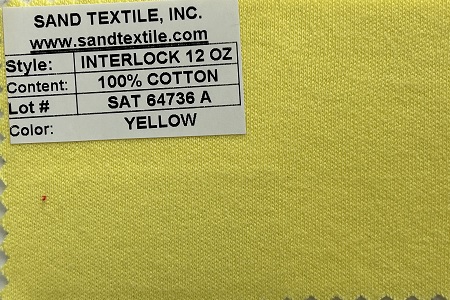 SAND TEXTILE, INC.
www.sandtextile.com
Style: INTERLOCK 12 OZ
Content: 100% COTTON
Lot # SAT 64736 A
Color: YELLOW